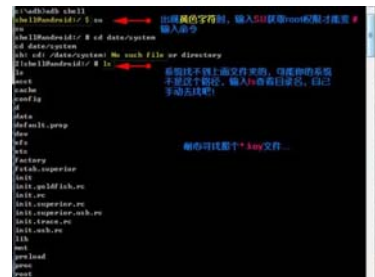 c:\adb>adb shell
shell@android:/ $ su
su
shell@android:/ # cd date/system
cd date/system
sh: cd: /date/system: No such file or directory
2|shell@android:/ # ls
ls
acct
cache
config
d
data
default.prop
dev
efs
etc
factory
fstab.superior
init
init.goldfish.rc
init.rc
init.superior.rc
init.superior.usb.rc
init.trace.rc
init.usb.rc
lib
mnt
preload
proc
root
出现黄色字符时，输入SU获取root权限才能变 #
输入命令
系统找不到上面文件夹的，可能你的系统
不是这个路径，输入ls查看目录名，自己
手动去找吧！
耐心寻找那个*.key文件...